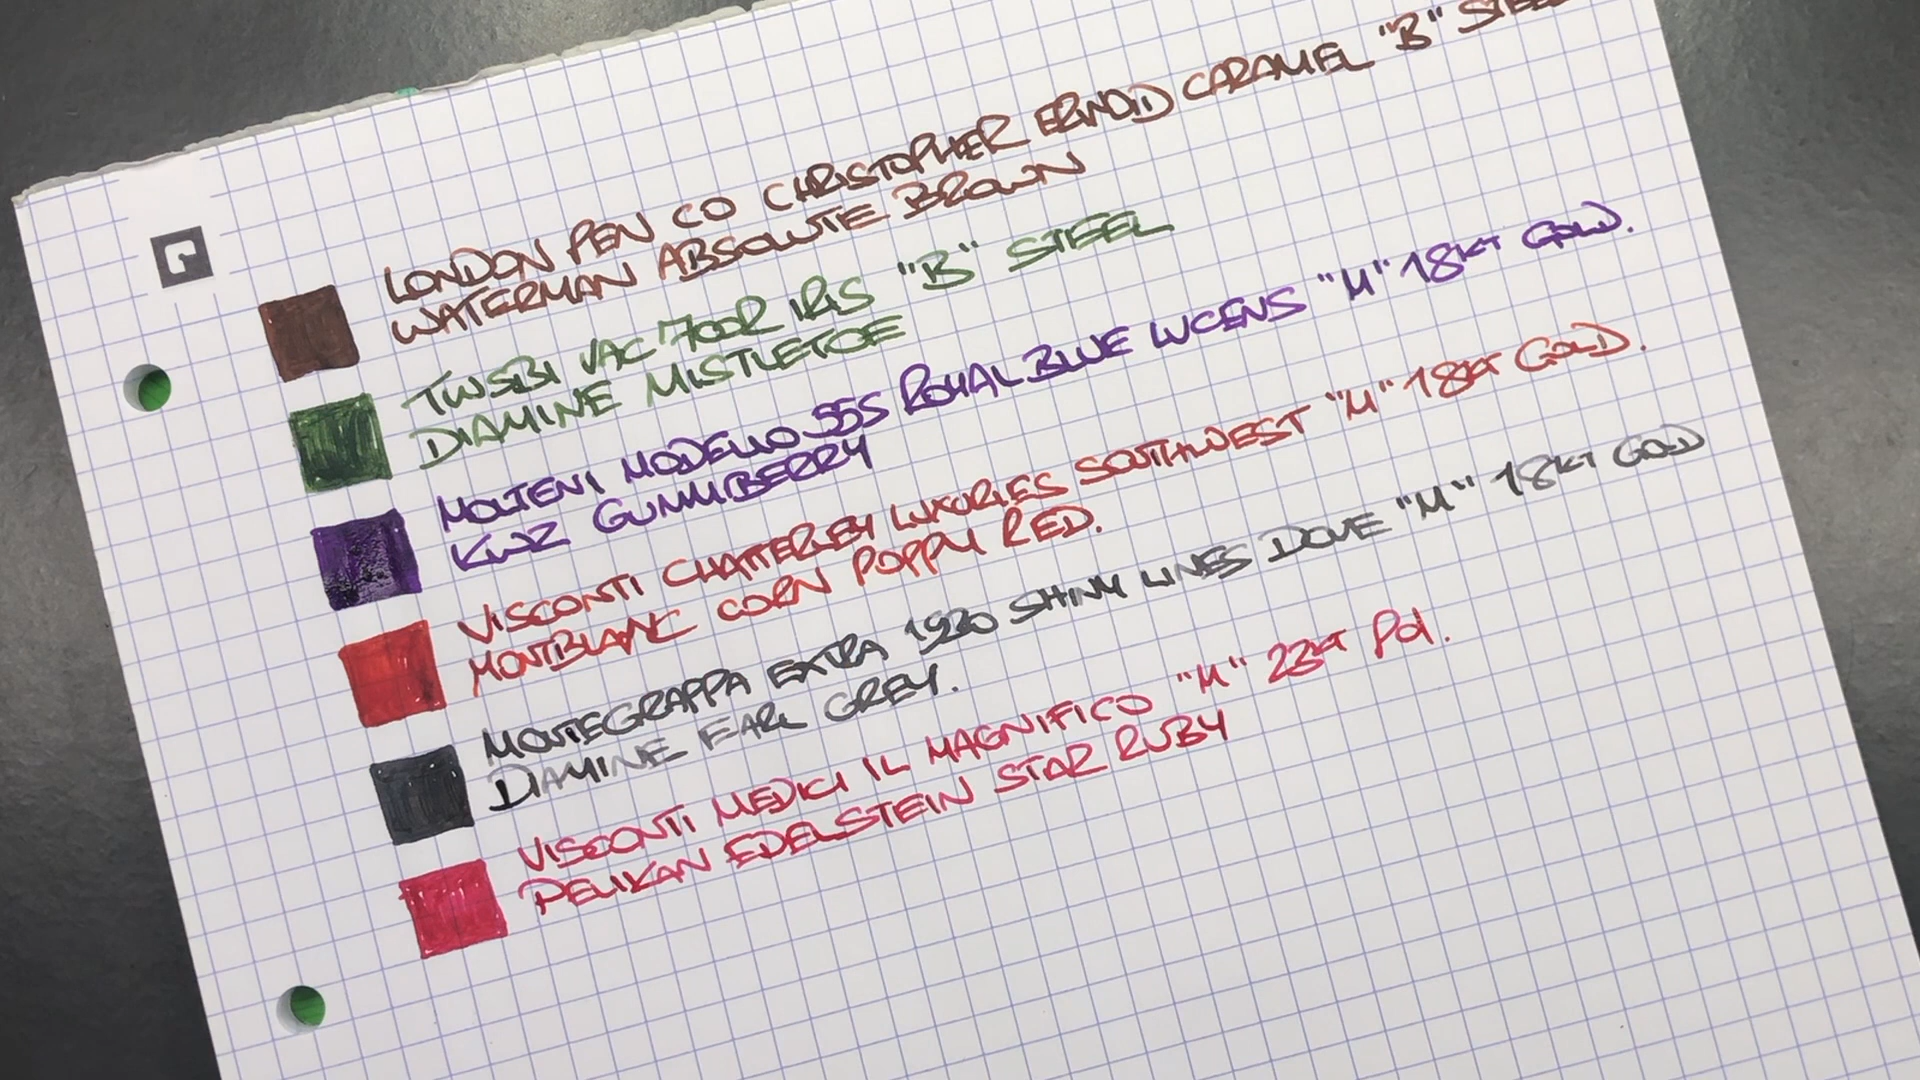 LONDON PEN CO CHRISTOPHER ERNOID CARAMEL "B" STEEL
WATERMAN ABSOLUTE BROWN
TWSBI VAC 700R IRIS "B" STEEL
DIAMINE MISTLETOE
MOLTENI MODELLO 55S ROYAL BLUE LUCENS "M" 18KT GOLD.
KWZ GUMMIBERRY
VISCONTI CHATTERLEY LUXURIES SOUTHWEST "M" 18KT GOLD.
MONTBLANC CORN POPPY RED.
MONTEGRAPPA EXTRA 1930 SHINY LINES DOVE "M" 18KT GOLD
DIAMINE EARL GREY.
VISCONTI MEDICI IL MAGNIFICO "M" 23KT Pd.
PELIKAN EDELSTEIN STAR RUBY